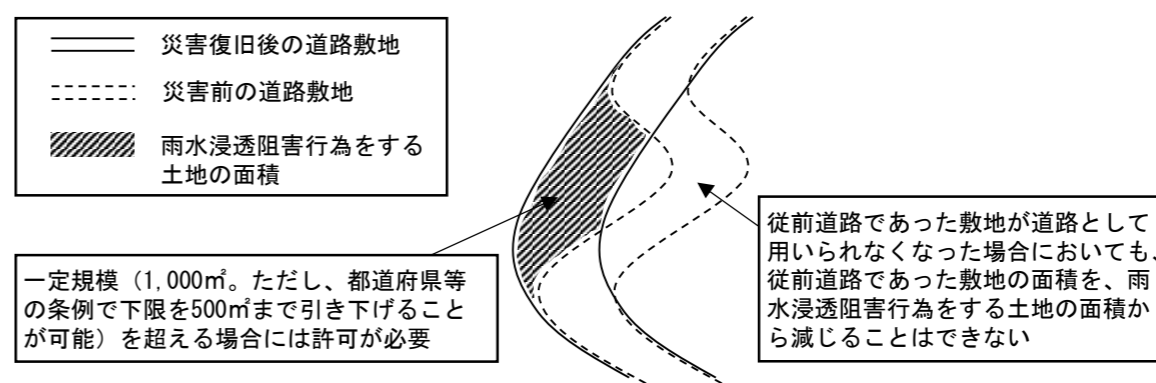 災害復旧後の道路敷地
災害前の道路敷地
雨水浸透阻害行為をする
土地の面積
一定規模（1,000㎡。ただし、都道府県等
の条例で下限を500㎡まで引き下げること
が可能）を超える場合には許可が必要
従前道路であった敷地が道路として
用いられなくなった場合においても、
従前道路であった敷地の面積を、雨
水浸透阻害行為をする土地の面積か
ら減じることはできない